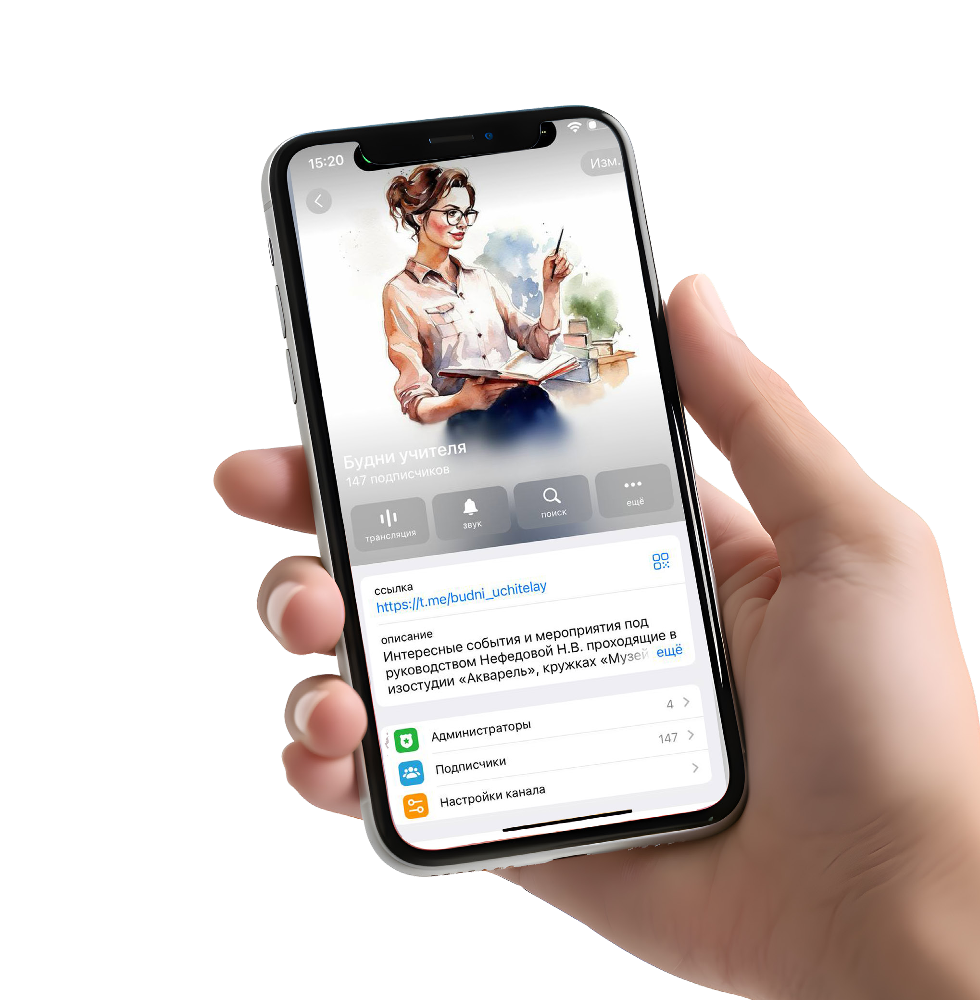 15:20
Изм.
Будни учителя
147 подписчиков
трансляция
звук
поиск
ещё
ссылка
https://t.me/budni_uchitelay
описание
Интересные события и мероприятия под
руководством Нефедовой Н.В. проходящие в
изостудии «Акварель», кружках «Музей ещё
Администраторы 4
Подписчики 147
Настройки канала